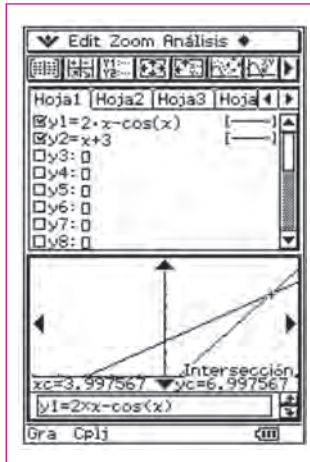 Edit Zoom Análisis
Hoja1 Hoja2 Hoja3 Hoja
y1=2·x-cos(x) [—]
y2=x+3 [—]
y3:▯
y4:▯
y5:▯
y6:▯
y7:▯
y8:▯
Intersección
xc=3.997567 yc=6.997567
y1=2×x-cos(x)
Gra Cplj